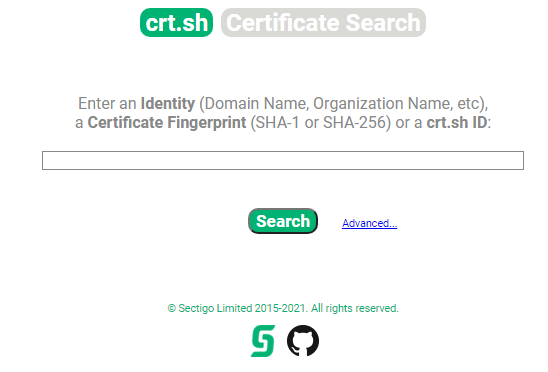 crt.sh Certificate Search
Enter an Identity (Domain Name, Organization Name, etc),
a Certificate Fingerprint (SHA-1 or SHA-256) or a crt.sh ID:
Search Advanced...
© Sectigo Limited 2015-2021. All rights reserved.